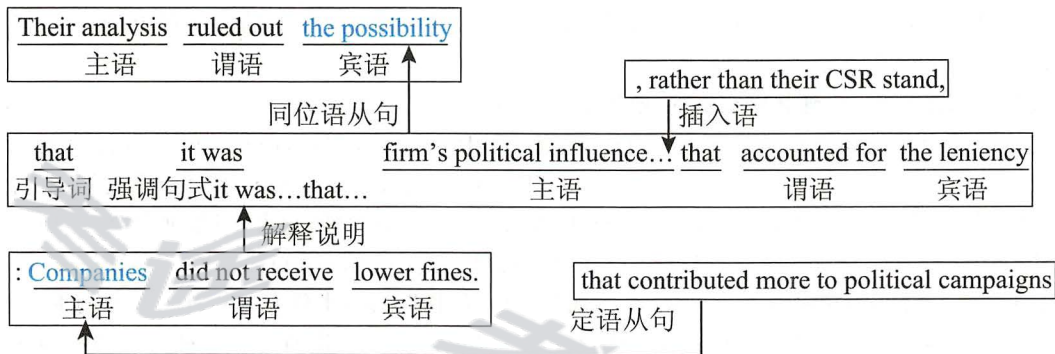 Their analysis ruled out the possibility
主语 谓语 宾语
, rather than their CSR stand,
同位语从句 插入语
that it was firm's political influence… that accounted for the leniency
引导词 强调句式it was…that… 主语 谓语 宾语
解释说明
: Companies did not receive lower fines.
主语 谓语 宾语
that contributed more to political campaigns
定语从句